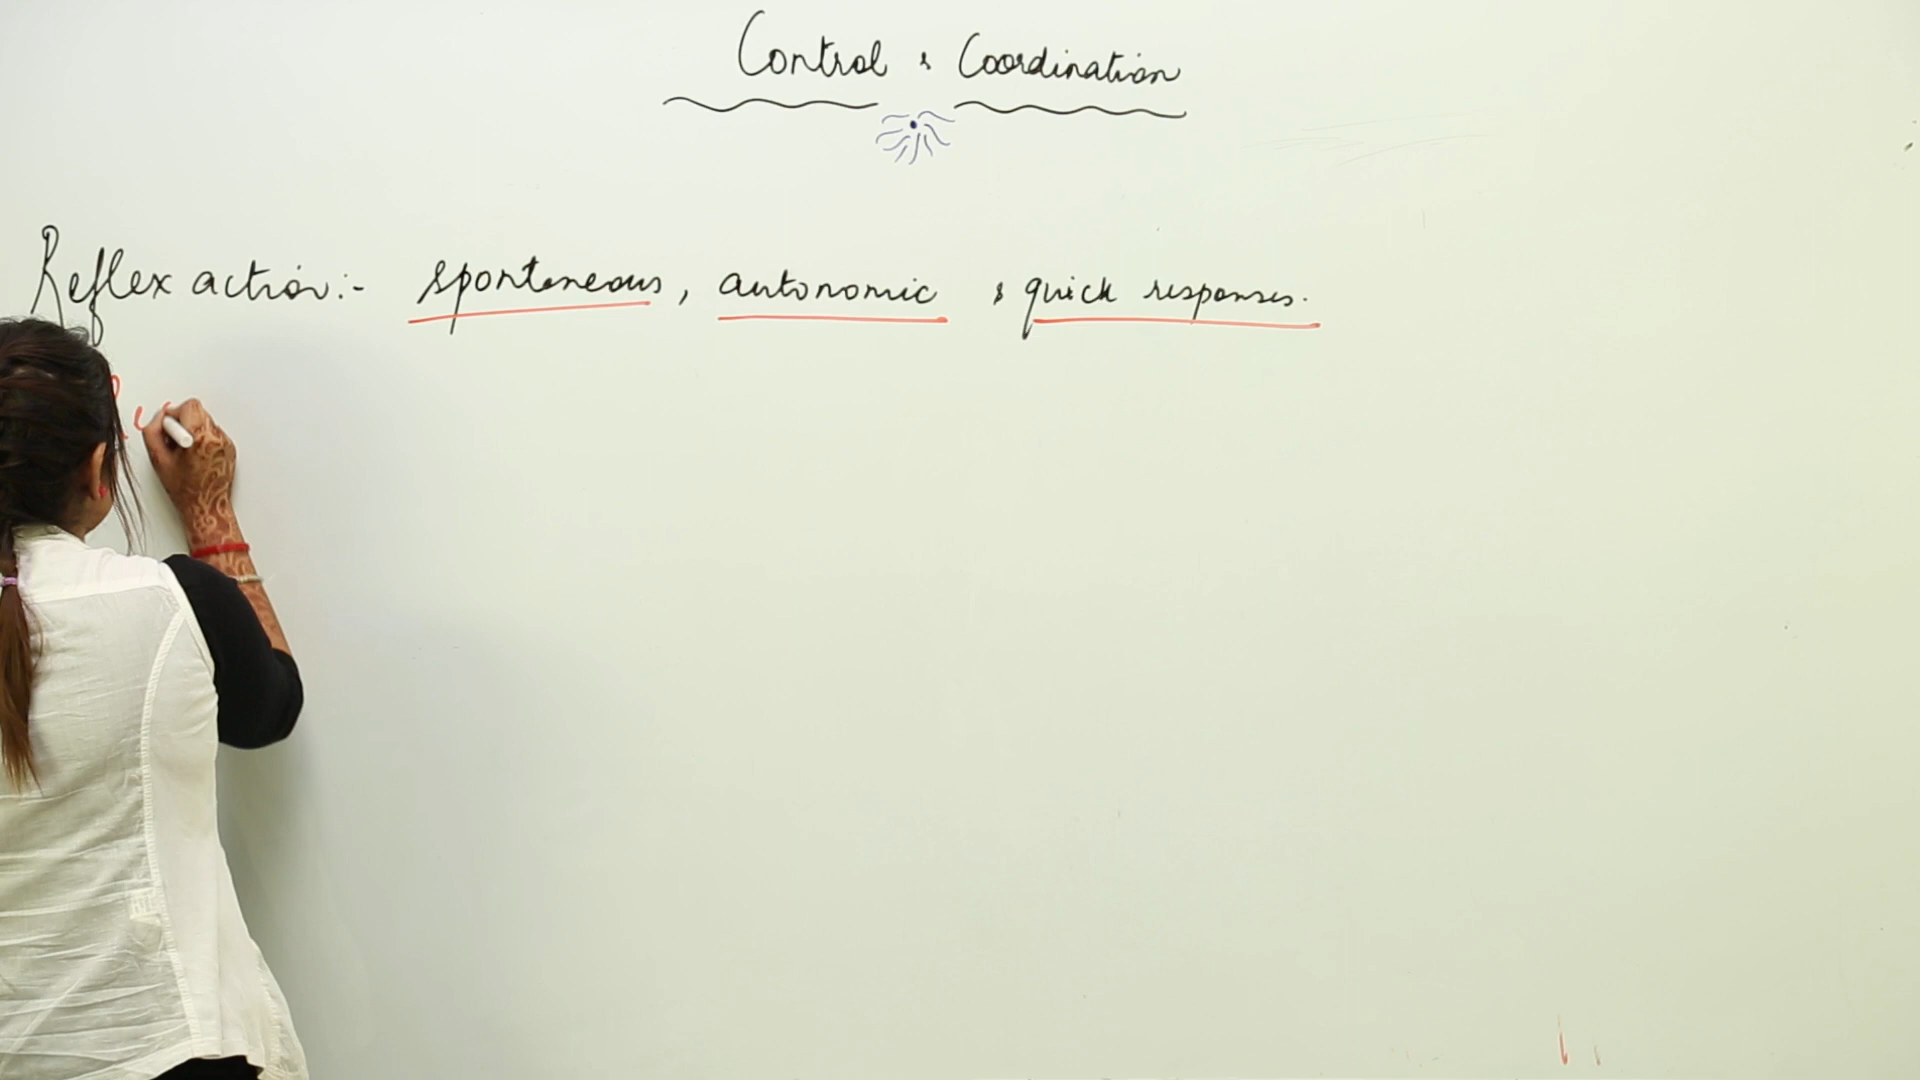 Control & Coordination
Reflex action:- spontaneous, autonomic & quick responses.